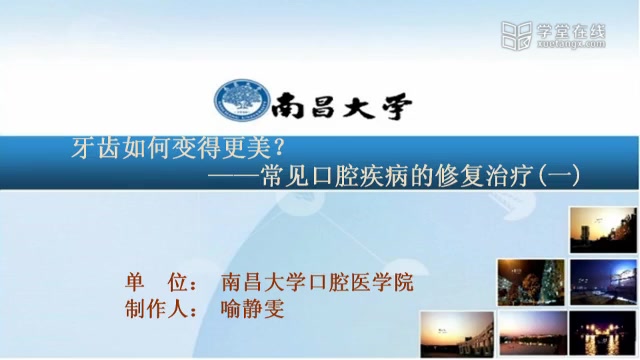 学堂在线
xuetangx.com
南昌大学
牙齿如何变得更美?
——常见口腔疾病的修复治疗(一)
单 位： 南昌大学口腔医学院
制作人： 喻静雯